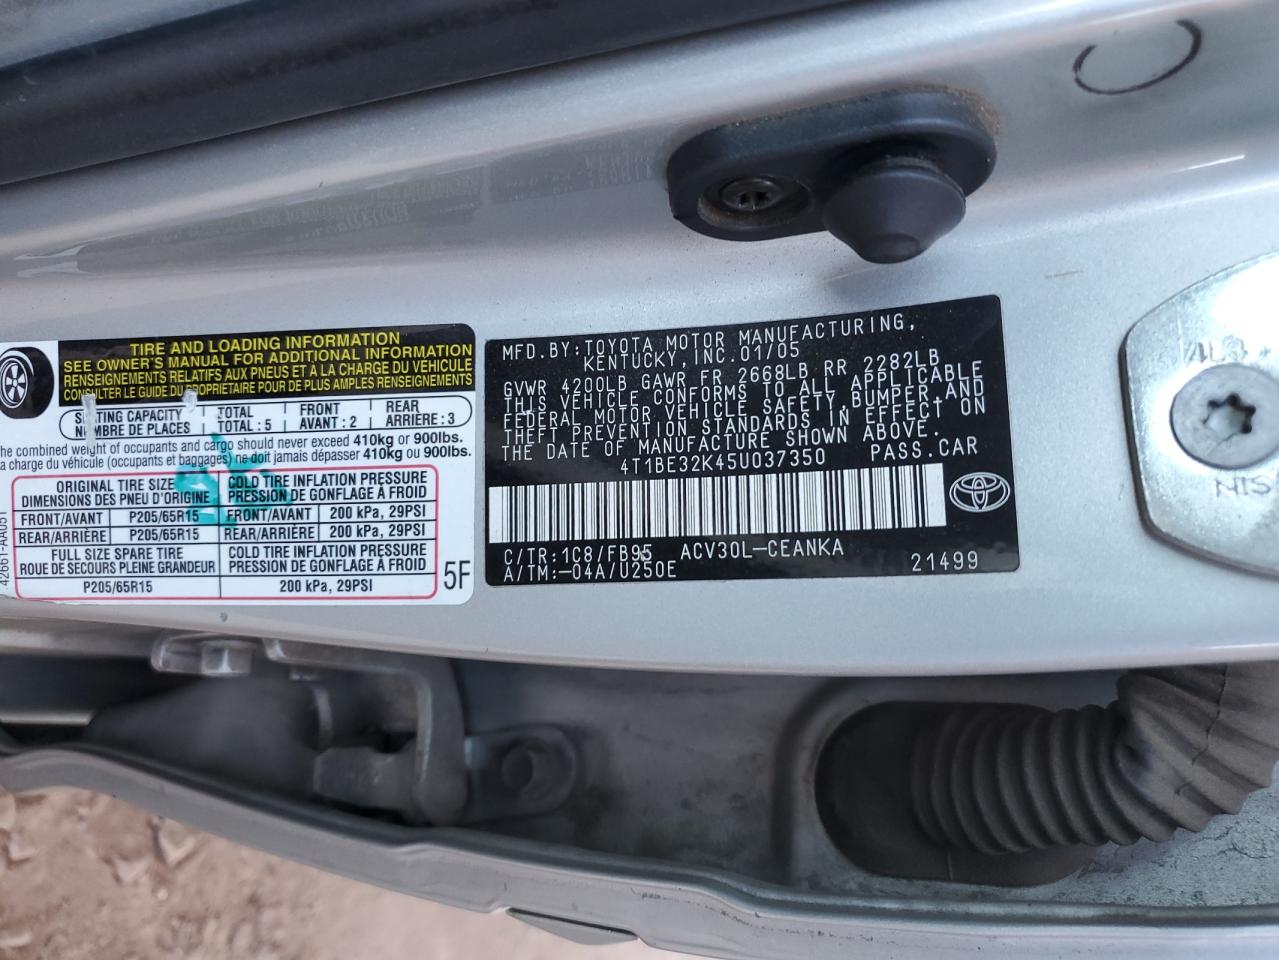 TIRE AND LOADING INFORMATION
SEE OWNER'S MANUAL FOR ADDITIONAL INFORMATION
RENSEIGNEMENTS RELATIFS AUX PNEUS ET À LA CHARGE DU VÉHICULE
CONSULTER LE GUIDE DU PROPRIETAIRE POUR DE PLUS AMPLES RENSEIGNEMENTS
SEATING CAPACITY TOTAL FRONT REAR
NOMBRE DE PLACES TOTAL : 5 AVANT : 2 ARRIÈRE : 3
The combined weight of occupants and cargo should never exceed 410kg or 900lbs.
La charge du véhicule (occupants et bagages) ne doit jamais dépasser 410kg or 900lbs.
ORIGINAL TIRE SIZE COLD TIRE INFLATION PRESSURE
DIMENSIONS DES PNEU D'ORIGINE PRESSION DE GONFLAGE À FROID
FRONT/AVANT P205/65R15 FRONT/AVANT 200 kPa, 29PSI
REAR/ARRIÈRE P205/65R15 REAR/ARRIÈRE 200 kPa, 29PSI
FULL SIZE SPARE TIRE COLD TIRE INFLATION PRESSURE
ROUE DE SECOURS PLEINE GRANDEUR PRESSION DE GONFLAGE À FROID
P205/65R15 200 kPa, 29PSI
5F
42661-AA051
MFD.BY:TOYOTA MOTOR MANUFACTURING,
KENTUCKY, INC.01/05
GVWR 4200LB GAWR FR 2668LB RR 2282LB
THIS VEHICLE CONFORMS TO ALL APPLICABLE
FEDERAL MOTOR VEHICLE SAFETY, BUMPER, AND
THEFT PREVENTION STANDARDS IN EFFECT ON
THE DATE OF MANUFACTURE SHOWN ABOVE.
4T1BE32K45U037350 PASS.CAR
C/TR:1C8/FB95 ACV30L-CEANKA
A/TM:-04A/U250E 21499